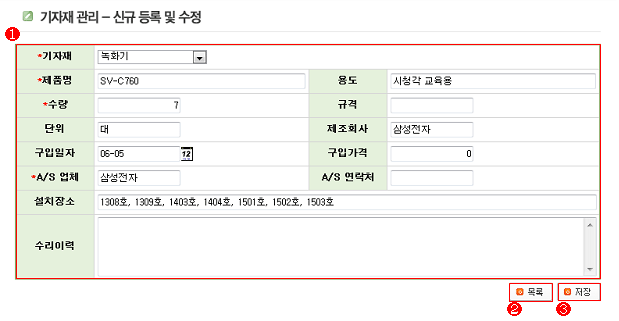 기자재 관리 – 신규 등록 및 수정
1
*기자재 녹화기
*제품명 SV-C760 용도 시청각 교육용
*수량 7 규격
단위 대 제조회사 삼성전자
구입일자 06-05 12 구입가격 0
*A/S 업체 삼성전자 A/S 연락처
설치장소 1308호, 1309호, 1403호, 1404호, 1501호, 1502호, 1503호
수리이력
목록 저장
2 3